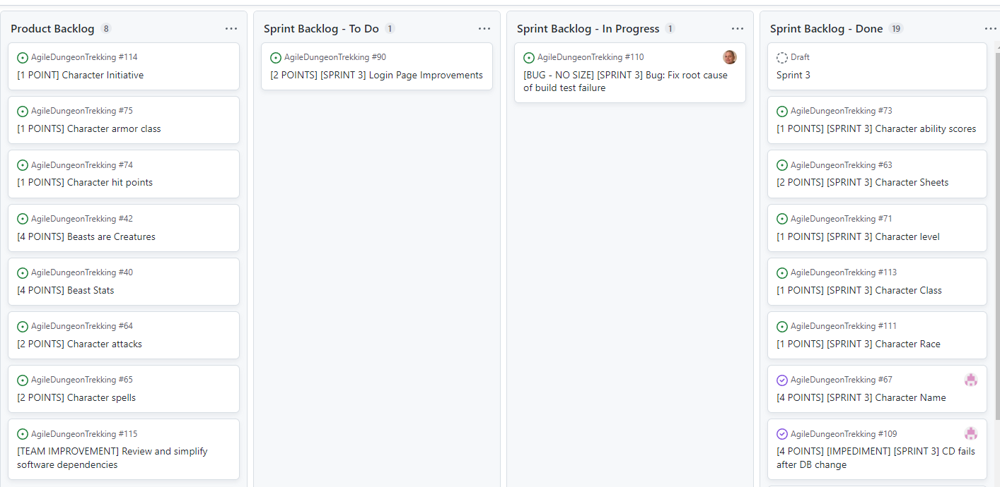 Product Backlog 8
AgileDungeonTrekking #114
[1 POINT] Character Initiative
AgileDungeonTrekking #75
[1 POINTS] Character armor class
AgileDungeonTrekking #74
[1 POINTS] Character hit points
AgileDungeonTrekking #42
[4 POINTS] Beasts are Creatures
AgileDungeonTrekking #40
[4 POINTS] Beast Stats
AgileDungeonTrekking #64
[2 POINTS] Character attacks
AgileDungeonTrekking #65
[2 POINTS] Character spells
AgileDungeonTrekking #115
[TEAM IMPROVEMENT] Review and simplify
software dependencies
Sprint Backlog - To Do 1
AgileDungeonTrekking #90
[2 POINTS] [SPRINT 3] Login Page Improvements
Sprint Backlog - In Progress 1
AgileDungeonTrekking #110
[BUG - NO SIZE] [SPRINT 3] Bug: Fix root cause
of build test failure
Sprint Backlog - Done 19
Draft
Sprint 3
AgileDungeonTrekking #73
[1 POINTS] [SPRINT 3] Character ability scores
AgileDungeonTrekking #63
[2 POINTS] [SPRINT 3] Character Sheets
AgileDungeonTrekking #71
[1 POINTS] [SPRINT 3] Character level
AgileDungeonTrekking #113
[1 POINTS] [SPRINT 3] Character Class
AgileDungeonTrekking #111
[1 POINTS] [SPRINT 3] Character Race
AgileDungeonTrekking #67
[4 POINTS] [SPRINT 3] Character Name
AgileDungeonTrekking #109
[4 POINTS] [IMPEDIMENT] [SPRINT 3] CD fails
after DB change